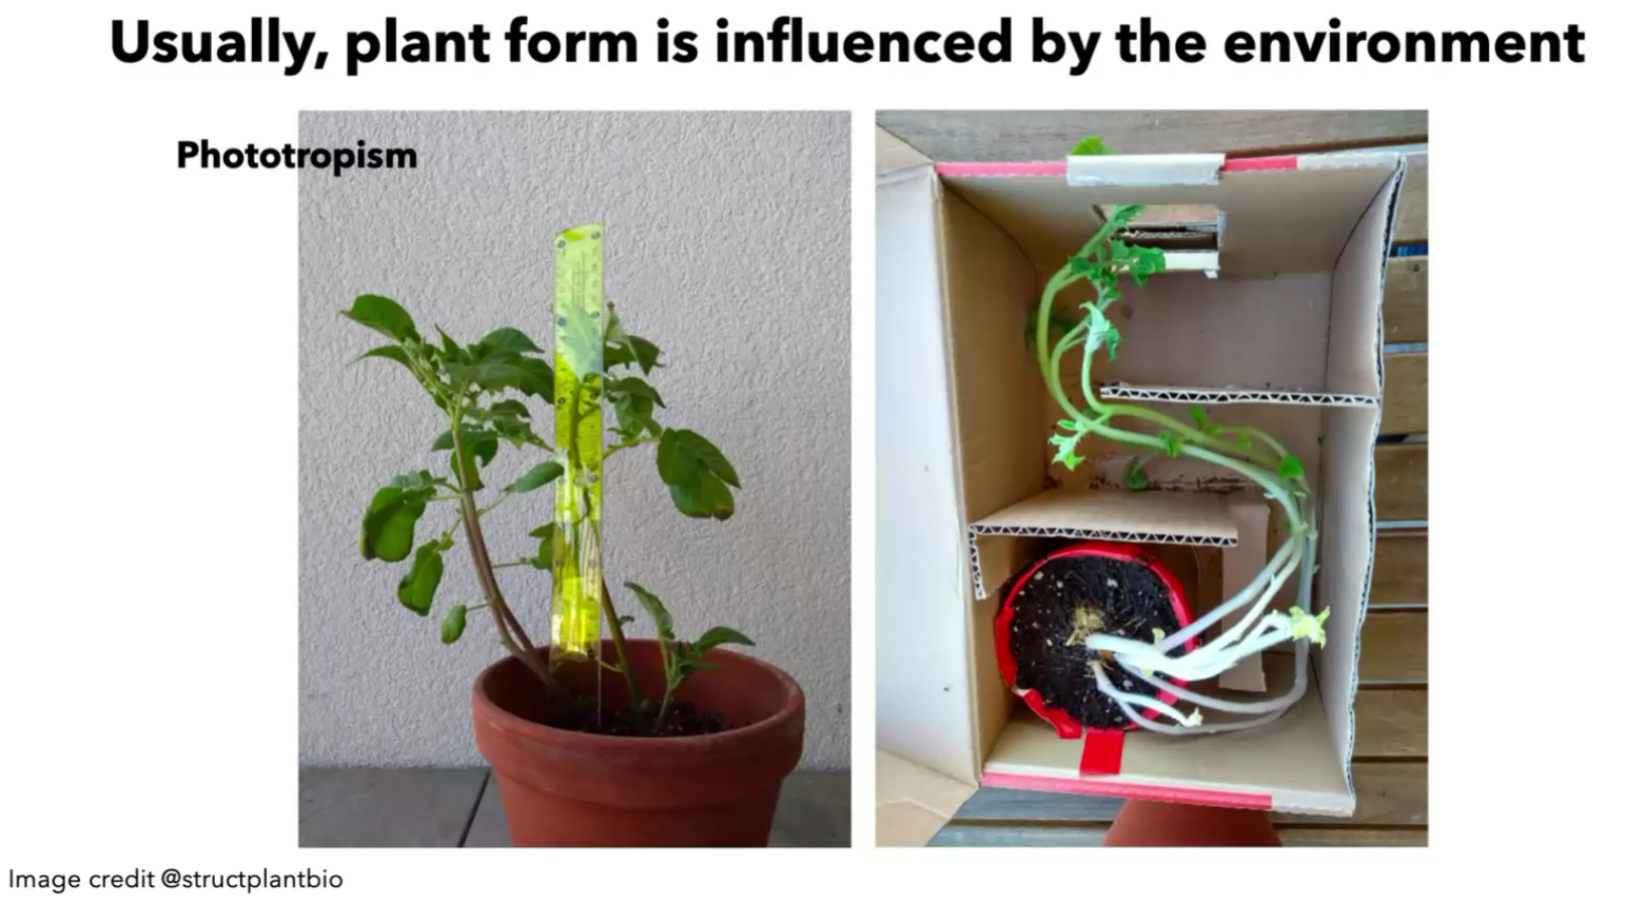 Usually, plant form is influenced by the environment
Phototropism
Image credit @structplantbio